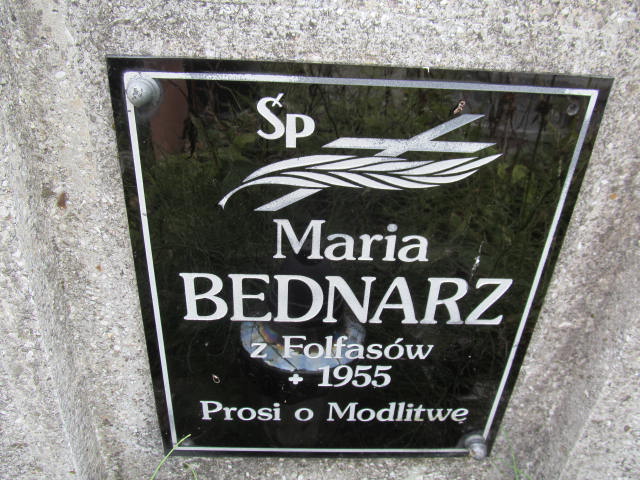 Śp
Maria
BEDNARZ
z Folfasów
+ 1955
Prosi o Modlitwę